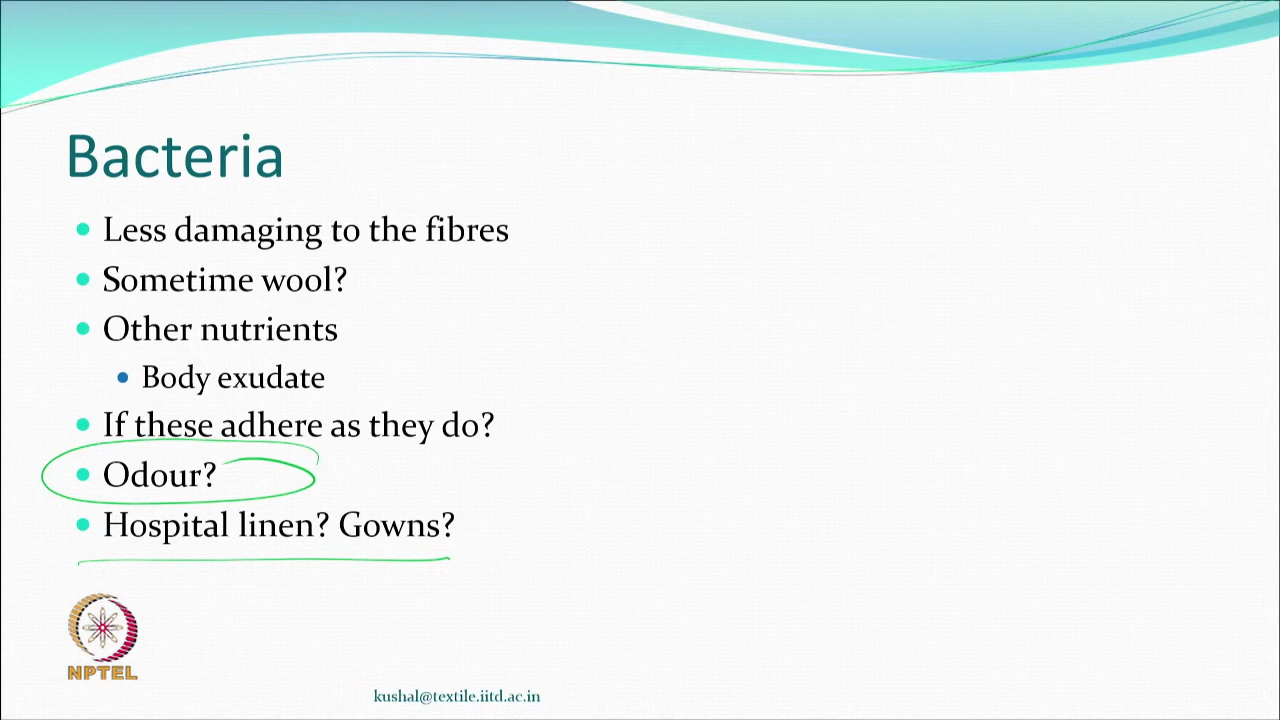 Bacteria
Less damaging to the fibres
Sometime wool?
Other nutrients
Body exudate
If these adhere as they do?
Odour?
Hospital linen? Gowns?
NPTEL
kushal@textile.iitd.ac.in